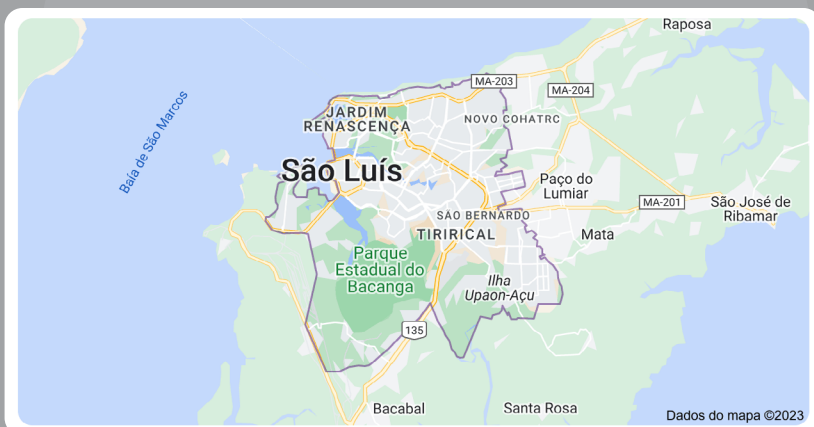 Raposa
MA-203
MA-204
Baía de São Marcos
JARDIM
RENASCENÇA
NOVO COHATRC
São Luís
Paço do
Lumiar
MA-201
São José de
Ribamar
SÃO BERNARDO
TIRIRICAL
Mata
Parque
Estadual do
Bacanga
Ilha
Upaon-Açu
135
Bacabal
Santa Rosa
Dados do mapa ©2023